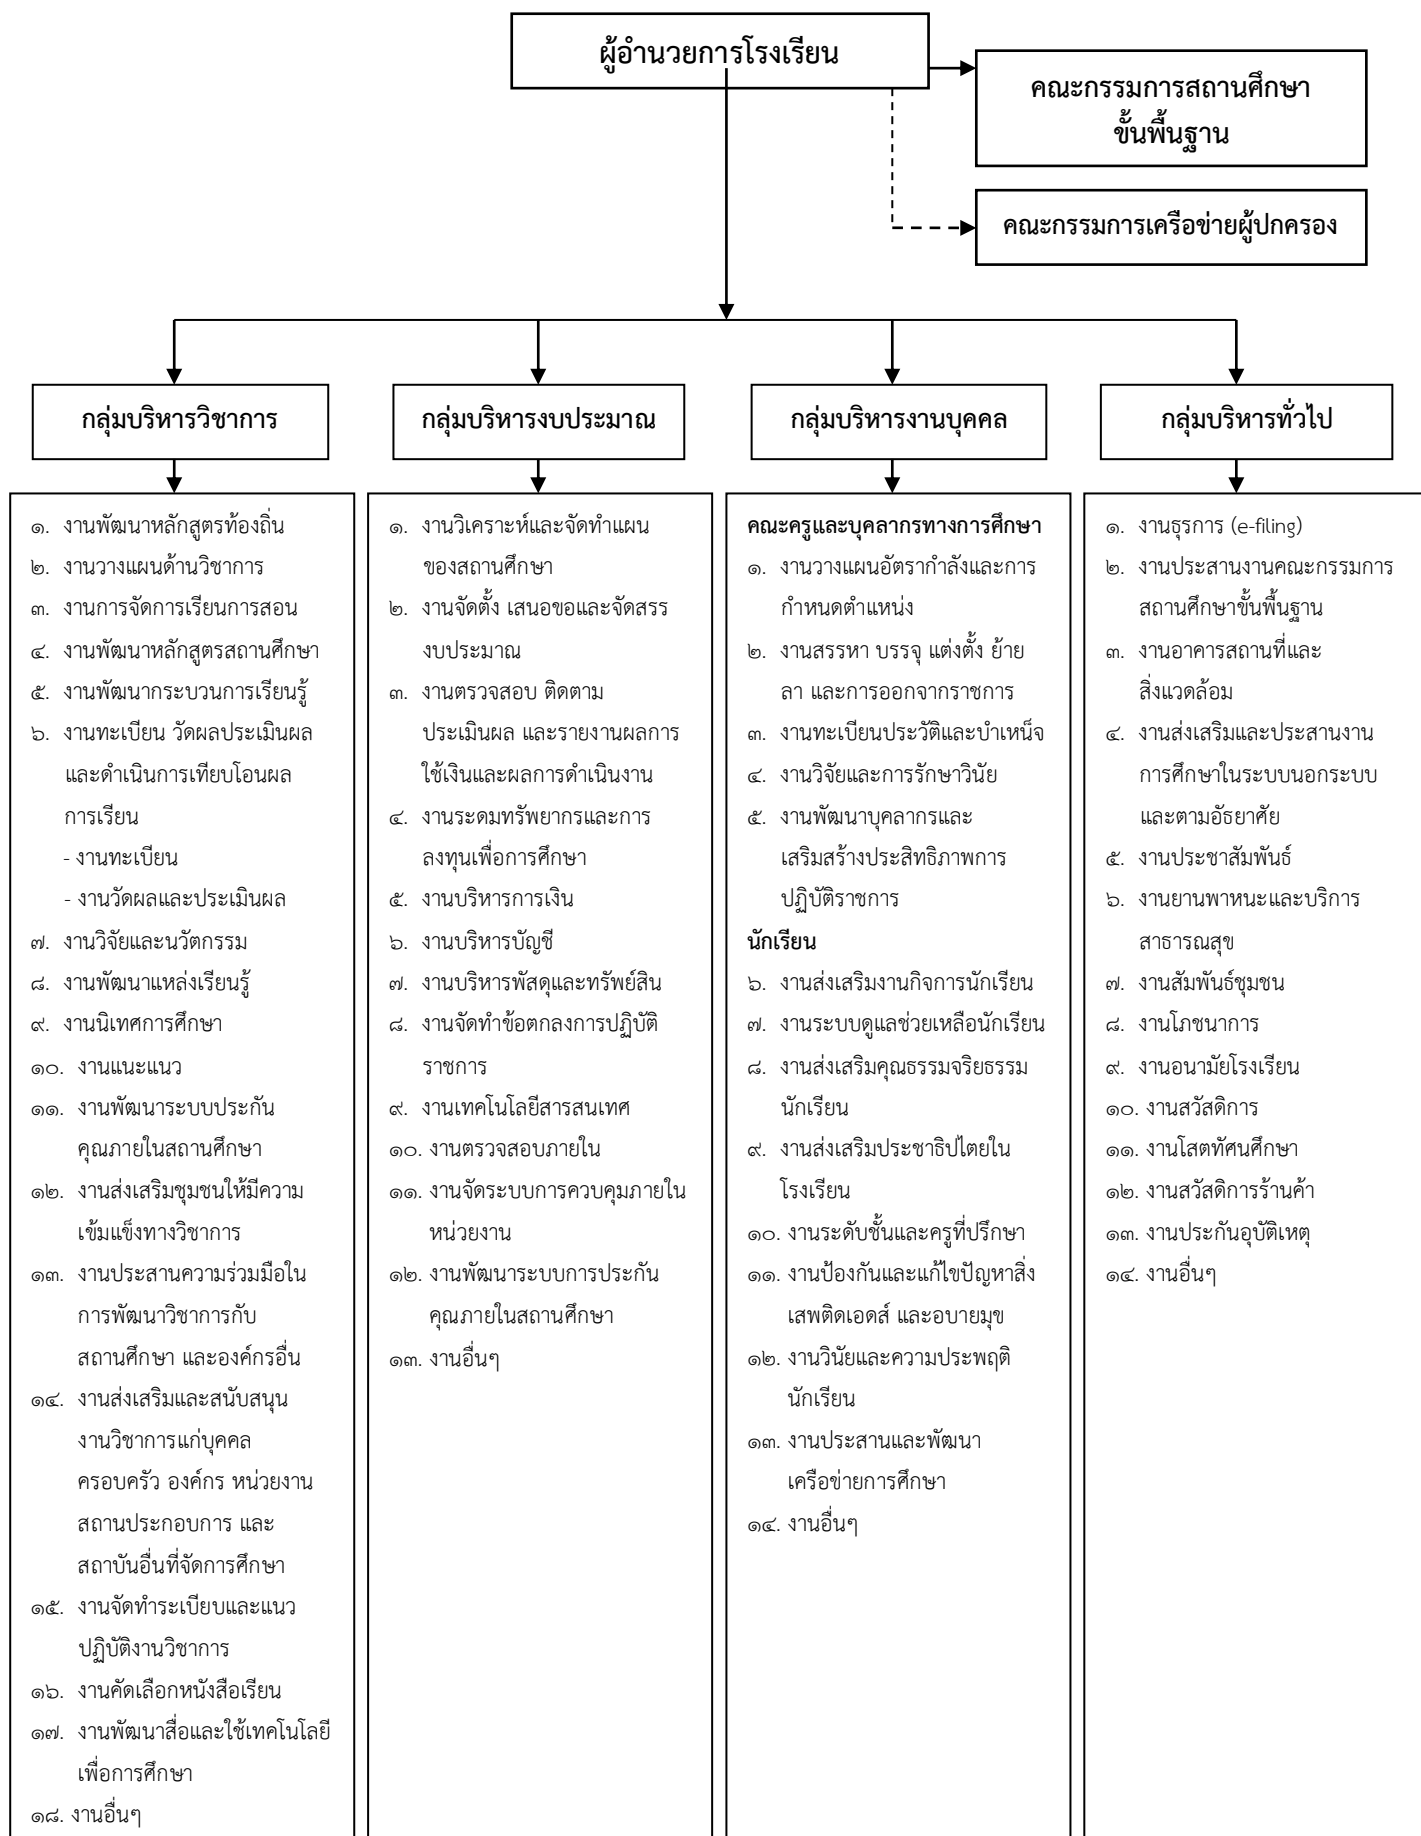 ผู้อำนวยการโรงเรียน
คณะกรรมการสถานศึกษา
ขั้นพื้นฐาน
คณะกรรมการเครือข่ายผู้ปกครอง
กลุ่มบริหารวิชาการ
๑. งานพัฒนาหลักสูตรท้องถิ่น
๒. งานวางแผนด้านวิชาการ
๓. งานการจัดการเรียนการสอน
๔. งานพัฒนาหลักสูตรสถานศึกษา
๕. งานพัฒนากระบวนการเรียนรู้
๖. งานทะเบียน วัดผลประเมินผล
และดำเนินการเทียบโอนผล
การเรียน
- งานทะเบียน
- งานวัดผลและประเมินผล
๗. งานวิจัยและนวัตกรรม
๘. งานพัฒนาแหล่งเรียนรู้
๙. งานนิเทศการศึกษา
๑๐. งานแนะแนว
๑๑. งานพัฒนาระบบประกัน
คุณภายในสถานศึกษา
๑๒. งานส่งเสริมชุมชนให้มีความ
เข้มแข็งทางวิชาการ
๑๓. งานประสานความร่วมมือใน
การพัฒนาวิชาการกับ
สถานศึกษา และองค์กรอื่น
๑๔. งานส่งเสริมและสนับสนุน
งานวิชาการแก่บุคคล
ครอบครัว องค์กร หน่วยงาน
สถานประกอบการ และ
สถาบันอื่นที่จัดการศึกษา
๑๕. งานจัดทำระเบียบและแนว
ปฏิบัติงานวิชาการ
๑๖. งานคัดเลือกหนังสือเรียน
๑๗. งานพัฒนาสื่อและใช้เทคโนโลยี
เพื่อการศึกษา
๑๘. งานอื่นๆ
กลุ่มบริหารงบประมาณ
๑. งานวิเคราะห์และจัดทำแผน
ของสถานศึกษา
๒. งานจัดตั้ง เสนอขอและจัดสรร
งบประมาณ
๓. งานตรวจสอบ ติดตาม
ประเมินผล และรายงานผลการ
ใช้เงินและผลการดำเนินงาน
๔. งานระดมทรัพยากรและการ
ลงทุนเพื่อการศึกษา
๕. งานบริหารการเงิน
๖. งานบริหารบัญชี
๗. งานบริหารพัสดุและทรัพย์สิน
๘. งานจัดทำข้อตกลงการปฏิบัติ
ราชการ
๙. งานเทคโนโลยีสารสนเทศ
๑๐. งานตรวจสอบภายใน
๑๑. งานจัดระบบการควบคุมภายใน
หน่วยงาน
๑๒. งานพัฒนาระบบการประกัน
คุณภายในสถานศึกษา
๑๓. งานอื่นๆ
กลุ่มบริหารงานบุคคล
คณะครูและบุคลากรทางการศึกษา
๑. งานวางแผนอัตรากำลังและการ
กำหนดตำแหน่ง
๒. งานสรรหา บรรจุ แต่งตั้ง ย้าย
ลา และการออกจากราชการ
๓. งานทะเบียนประวัติและบำเหน็จ
๔. งานวิจัยและการรักษาวินัย
๕. งานพัฒนาบุคลากรและ
เสริมสร้างประสิทธิภาพการ
ปฏิบัติราชการ
นักเรียน
๖. งานส่งเสริมงานกิจการนักเรียน
๗. งานระบบดูแลช่วยเหลือนักเรียน
๘. งานส่งเสริมคุณธรรมจริยธรรม
นักเรียน
๙. งานส่งเสริมประชาธิปไตยใน
โรงเรียน
๑๐. งานระดับชั้นและครูที่ปรึกษา
๑๑. งานป้องกันและแก้ไขปัญหาสิ่ง
เสพติดเอดส์ และอบายมุข
๑๒. งานวินัยและความประพฤติ
นักเรียน
๑๓. งานประสานและพัฒนา
เครือข่ายการศึกษา
๑๔. งานอื่นๆ
กลุ่มบริหารทั่วไป
๑. งานธุรการ (e-filing)
๒. งานประสานงานคณะกรรมการ
สถานศึกษาขั้นพื้นฐาน
๓. งานอาคารสถานที่และ
สิ่งแวดล้อม
๔. งานส่งเสริมและประสานงาน
การศึกษาในระบบนอกระบบ
และตามอัธยาศัย
๕. งานประชาสัมพันธ์
๖. งานยานพาหนะและบริการ
สาธารณสุข
๗. งานสัมพันธ์ชุมชน
๘. งานโภชนาการ
๙. งานอนามัยโรงเรียน
๑๐. งานสวัสดิการ
๑๑. งานโสตทัศนศึกษา
๑๒. งานสวัสดิการร้านค้า
๑๓. งานประกันอุบัติเหตุ
๑๔. งานอื่นๆ